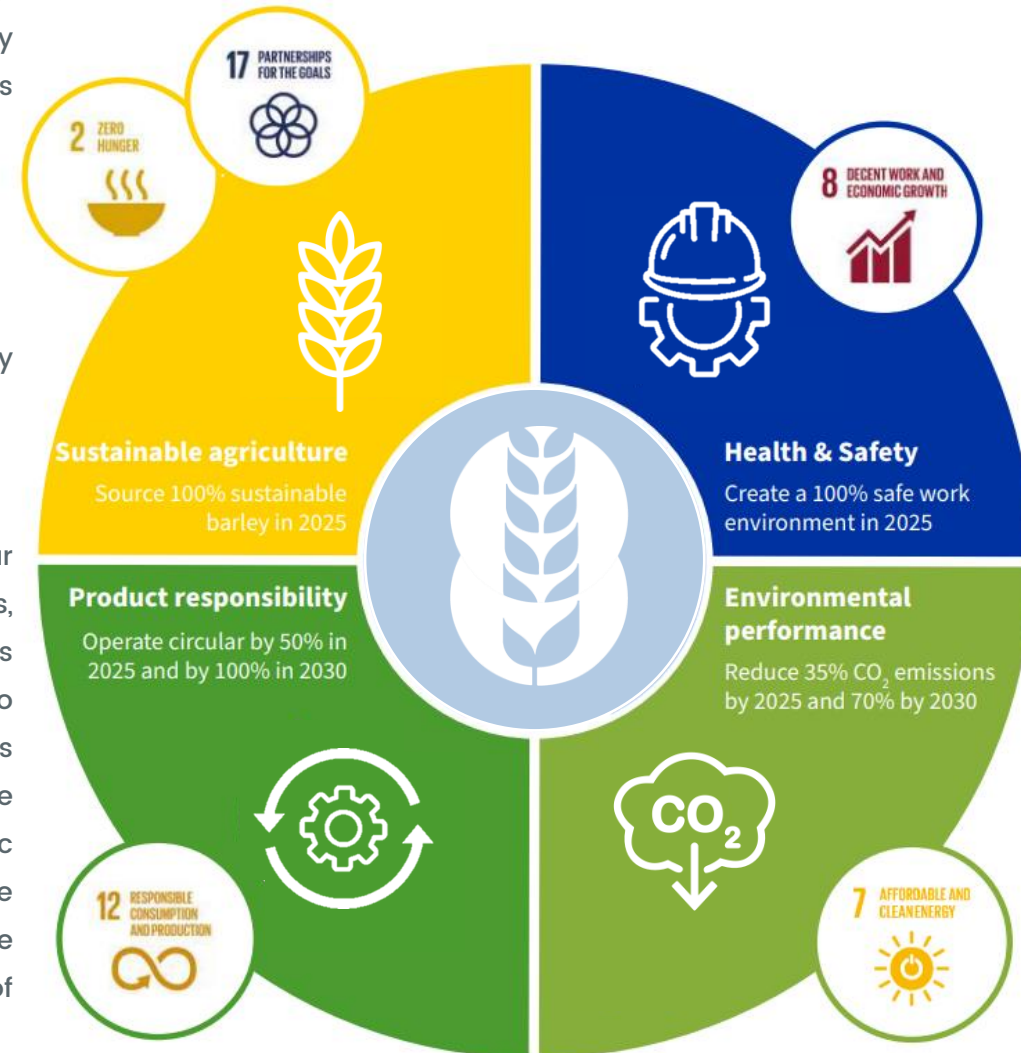 17 PARTNERSHIPS
FOR THE GOALS
2 ZERO
HUNGER
8 DECENT WORK AND
ECONOMIC GROWTH
Sustainable agriculture
Source 100% sustainable
barley in 2025
Health & Safety
Create a 100% safe work
environment in 2025
Product responsibility
Operate circular by 50% in
2025 and by 100% in 2030
Environmental
performance
Reduce 35% CO₂ emissions
by 2025 and 70% by 2030
CO₂
12 RESPONSIBLE
CONSUMPTION
AND PRODUCTION
7 AFFORDABLE AND
CLEAN ENERGY